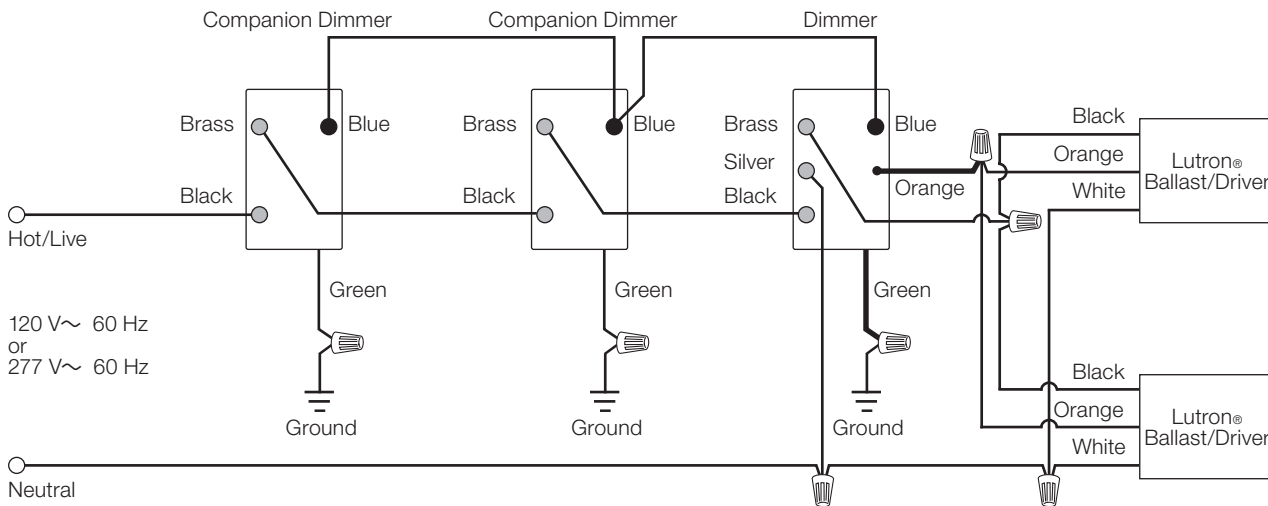 Companion Dimmer
Companion Dimmer
Dimmer
Brass
Blue
Brass
Blue
Brass
Blue
Black
Silver
Orange
Orange
Lutron®
Ballast/Driver
White
Black
Black
Black
Hot/Live
Green
Green
Green
120 V~ 60 Hz
or
277 V~ 60 Hz
Black
Ground
Ground
Ground
Orange
Lutron®
Ballast/Driver
White
Neutral